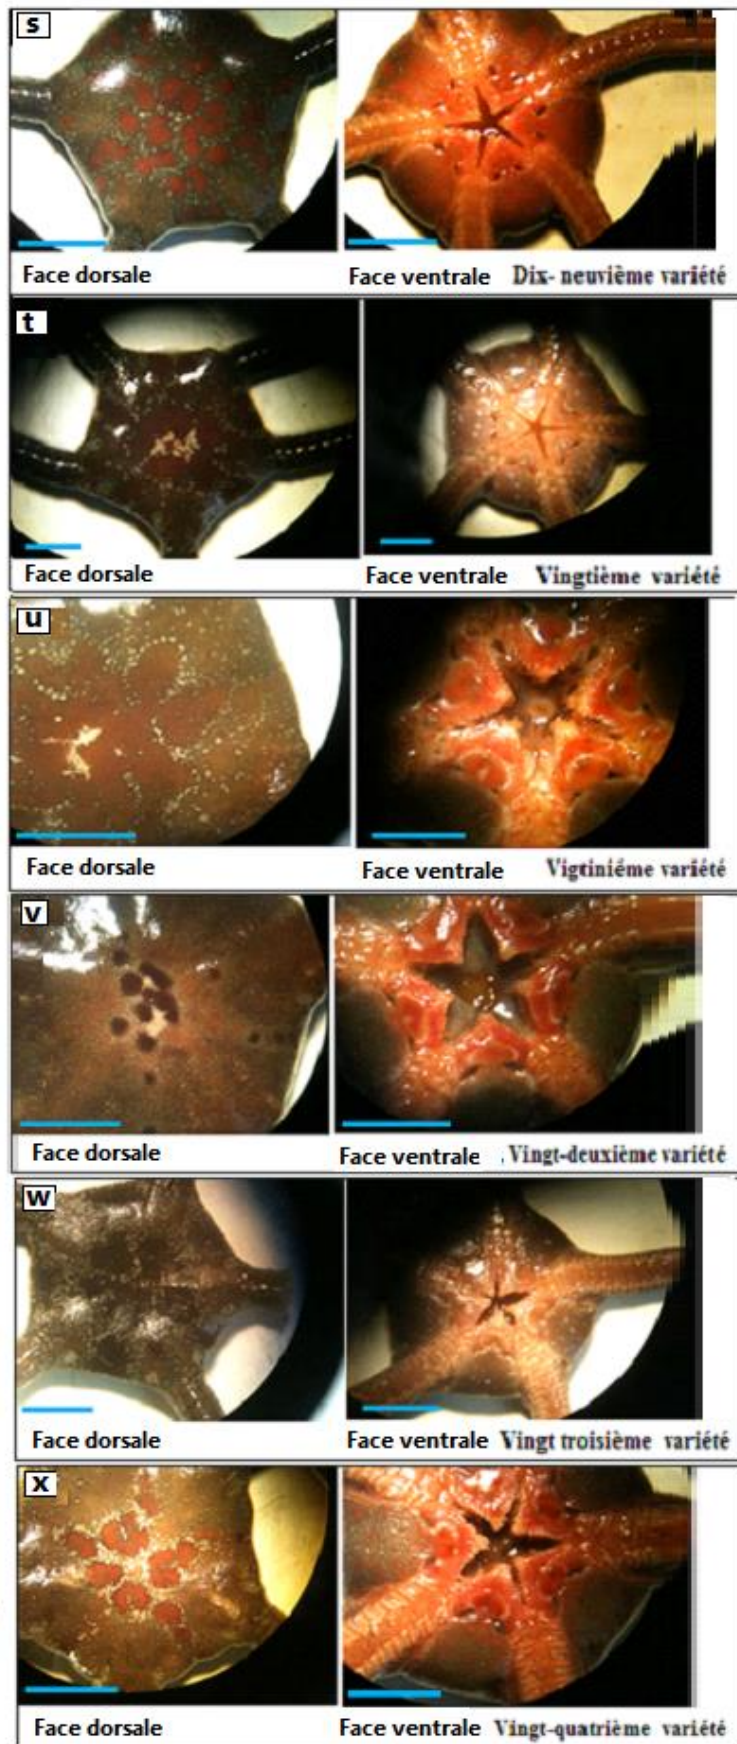 s
Face dorsale Face ventrale Dix- neuvième variété
t
Face dorsale Face ventrale Vingtième variété
u
Face dorsale Face ventrale Vigtiniéme variété
v
Face dorsale Face ventrale . Vingt-deuxième variété
w
Face dorsale Face ventrale Vingt troisième variété
x
Face dorsale Face ventrale Vingt-quatrième variété